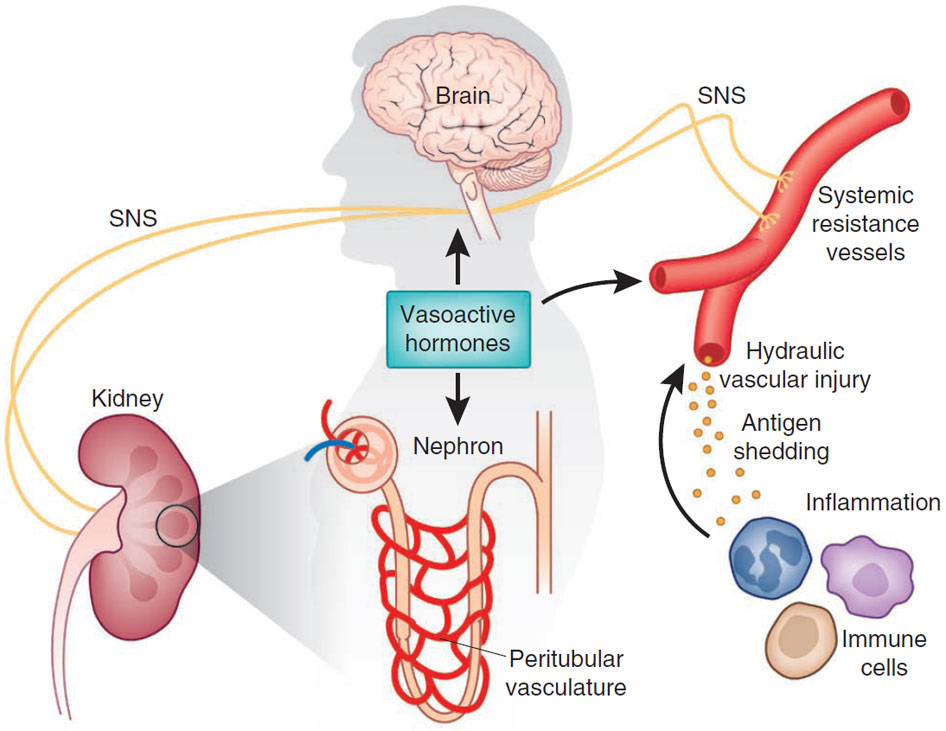 Brain
SNS
Systemic
resistance
vessels
SNS
Vasoactive
hormones
Hydraulic
vascular injury
Kidney
Nephron
Antigen
shedding
Inflammation
Immune
cells
Peritubular
vasculature